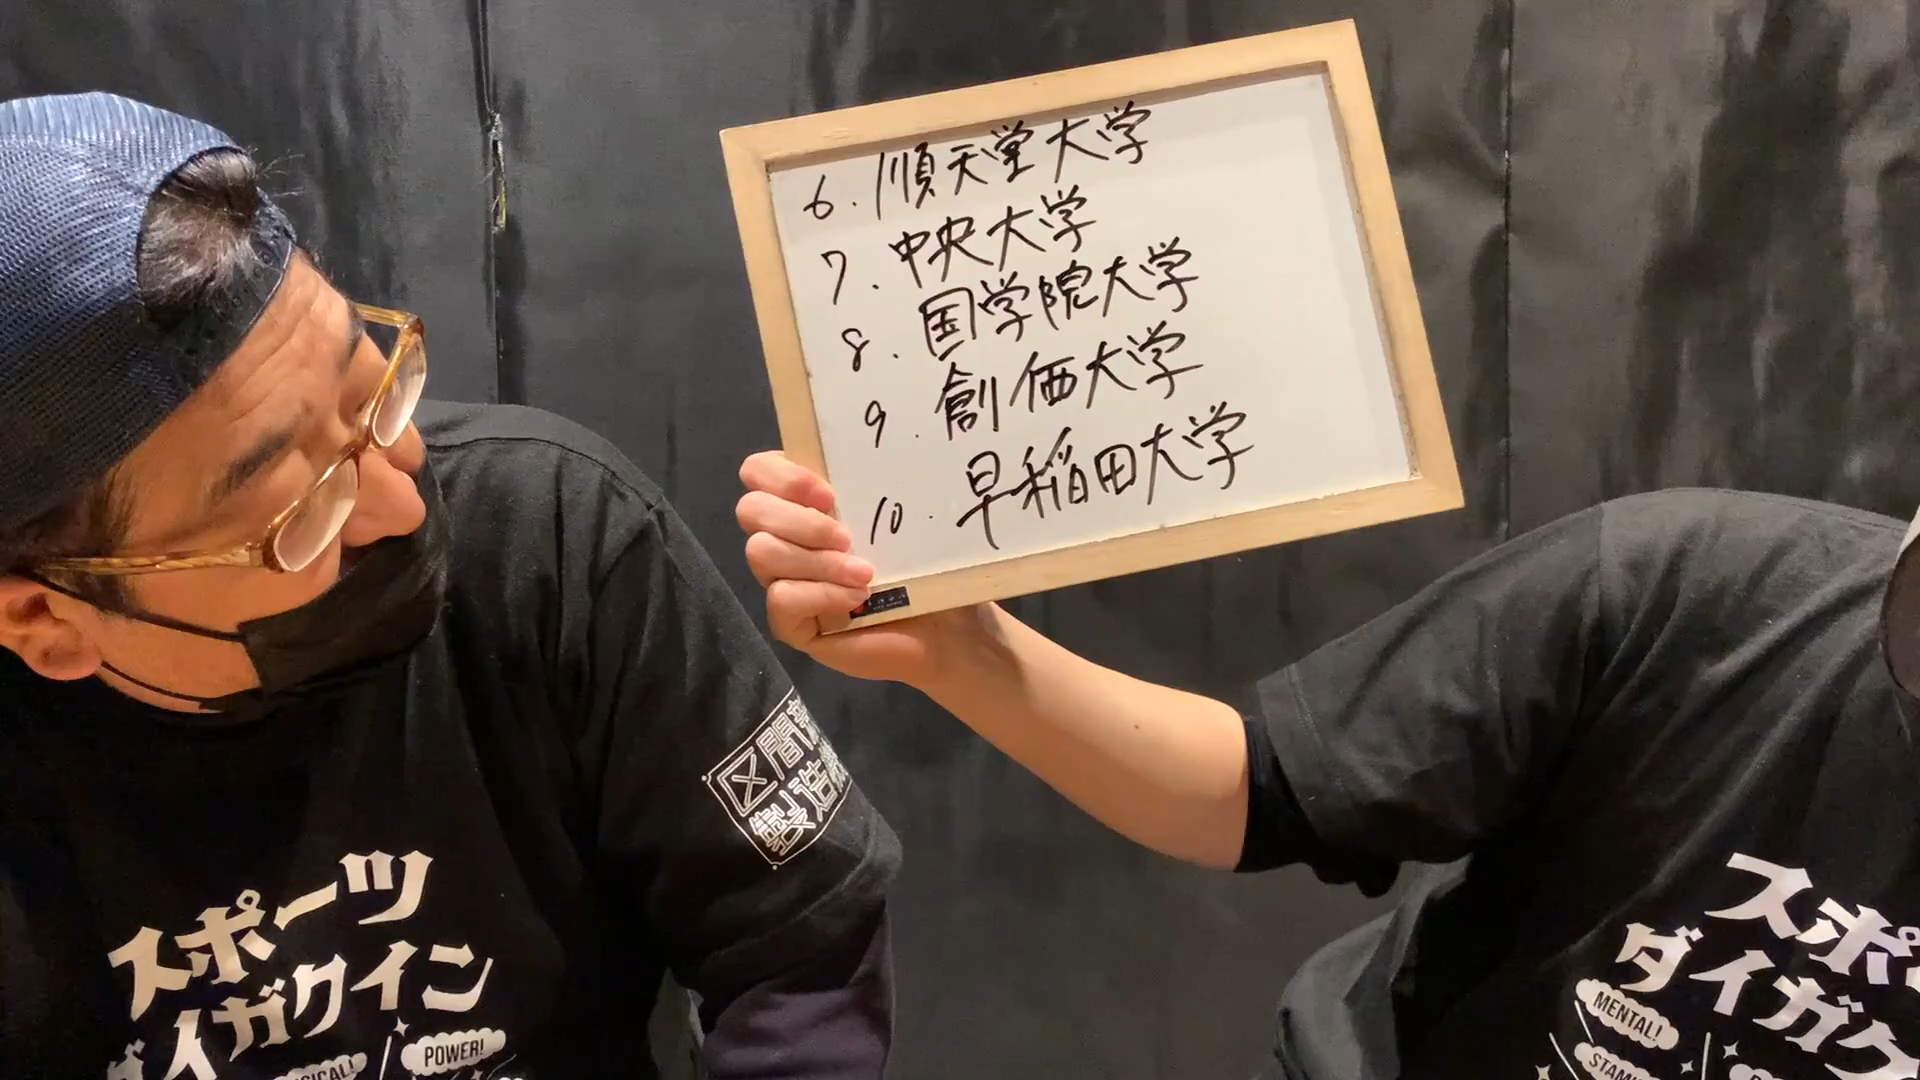 6. 順天堂大学
7. 中央大学
8. 国学院大学
9. 創価大学
10. 早稲田大学
区間
製造
スポーツ
ダイガクイン
POWER!
スポ
ダイガク
MENTAL!